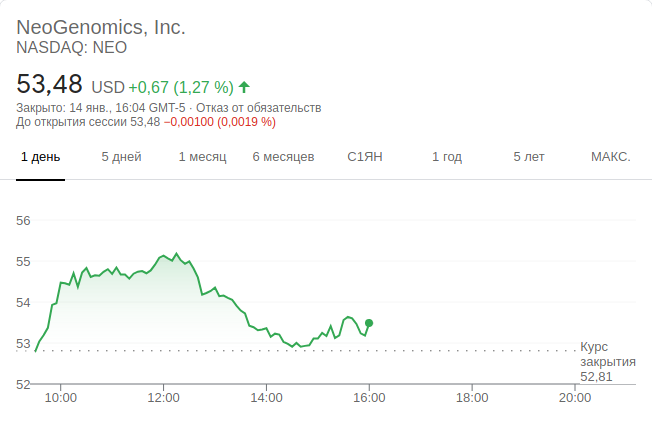 NeoGenomics, Inc.
NASDAQ: NEO
53,48 USD +0,67 (1,27 %)
Закрыто: 14 янв., 16:04 GMT-5 · Отказ от обязательств
До открытия сессии 53,48 −0,00100 (0,0019 %)
1 день 5 дней 1 месяц 6 месяцев С1ЯН 1 год 5 лет МАКС.
56
55
54
53
52
Курс
закрытия
52,81
10:00 12:00 14:00 16:00 18:00 20:00